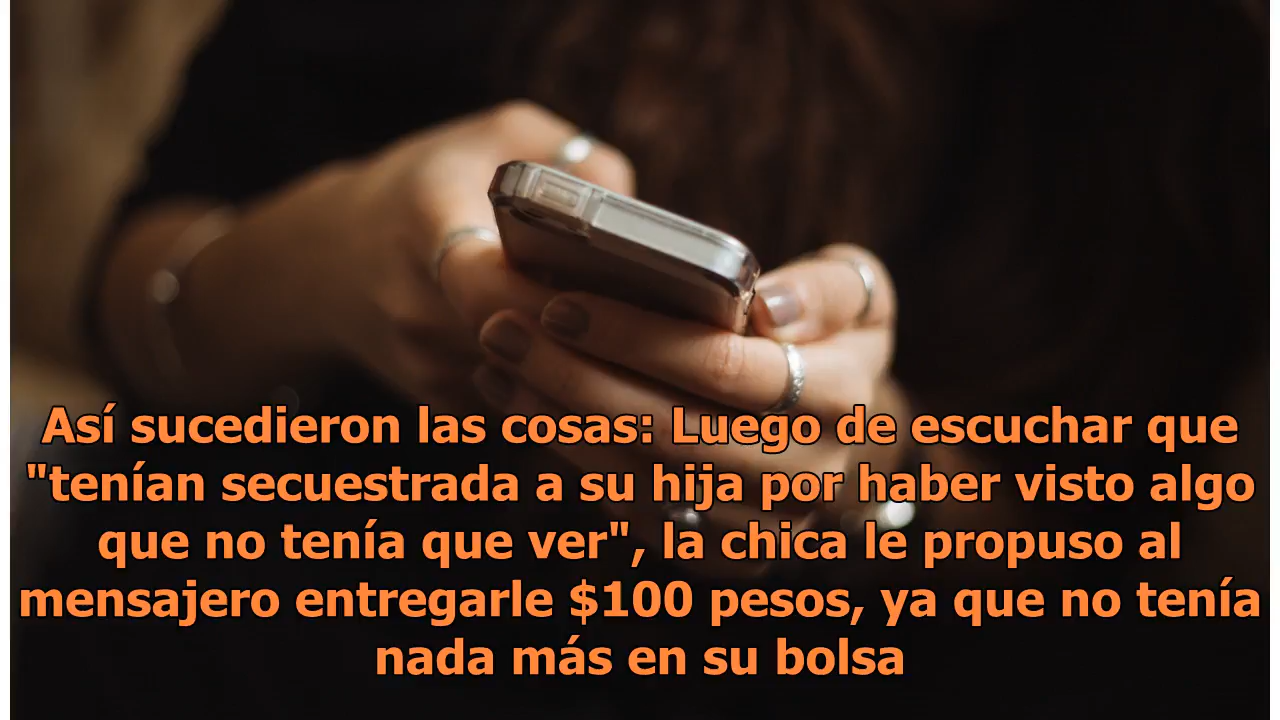 Así sucedieron las cosas: Luego de escuchar que
"tenían secuestrada a su hija por haber visto algo
que no tenía que ver", la chica le propuso al
mensajero entregarle $100 pesos, ya que no tenía
nada más en su bolsa